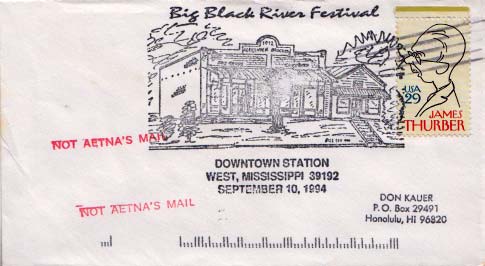 Big Black River Festival
1912
USA
29
JAMES
THURBER
NOT AETNA'S MAIL
DOWNTOWN STATION
WEST, MISSISSIPPI 39192
SEPTEMBER 10, 1994
NOT AETNA'S MAIL
DON KAUER
P.O. Box 29491
Honolulu, HI 96820